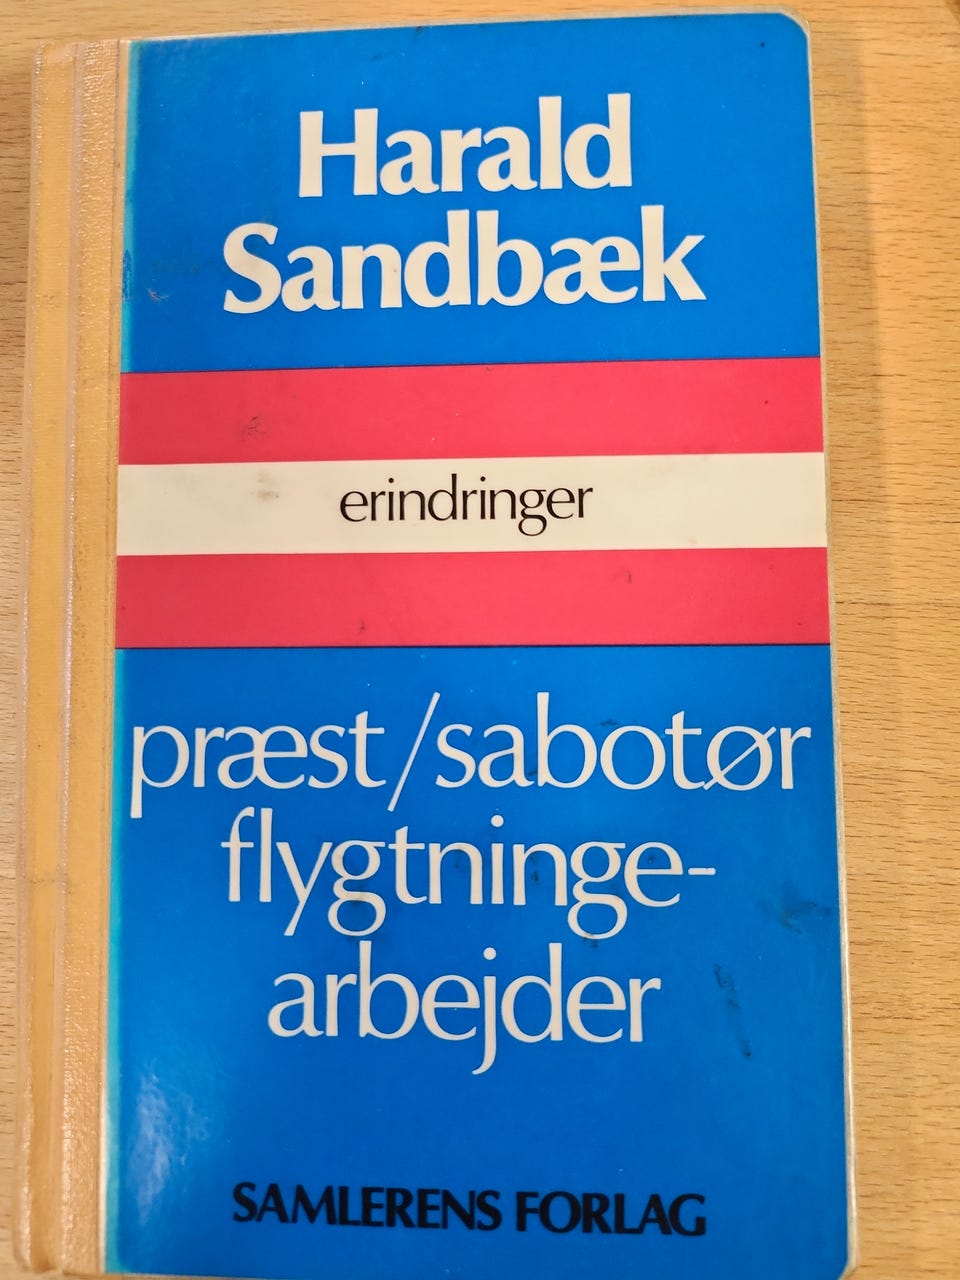 Harald
Sandbæk
erindringer
præst/sabotør
flygtninge-
arbejder
SAMLERENS FORLAG